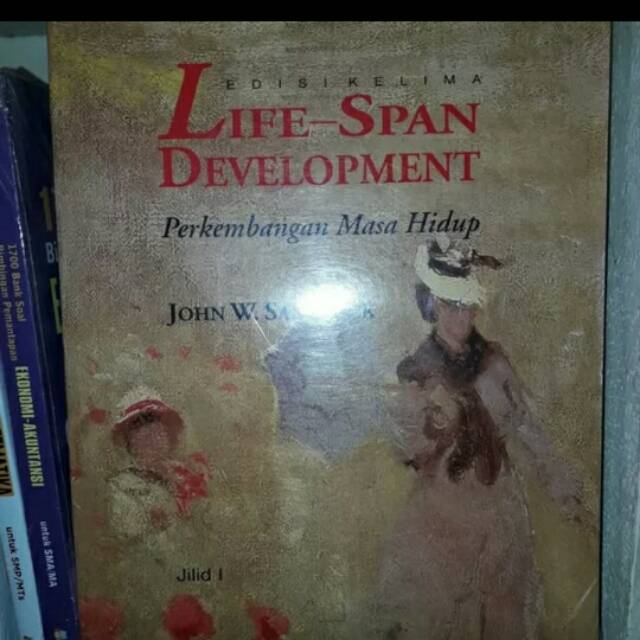 EDISI KELIMA
LIFE–SPAN
DEVELOPMENT
Perkembangan Masa Hidup
JOHN W.
Jilid I
1700 Bank Soal
EKONOMI-AKUNTANSI
untuk SMA/MA
untuk SMP/MTs